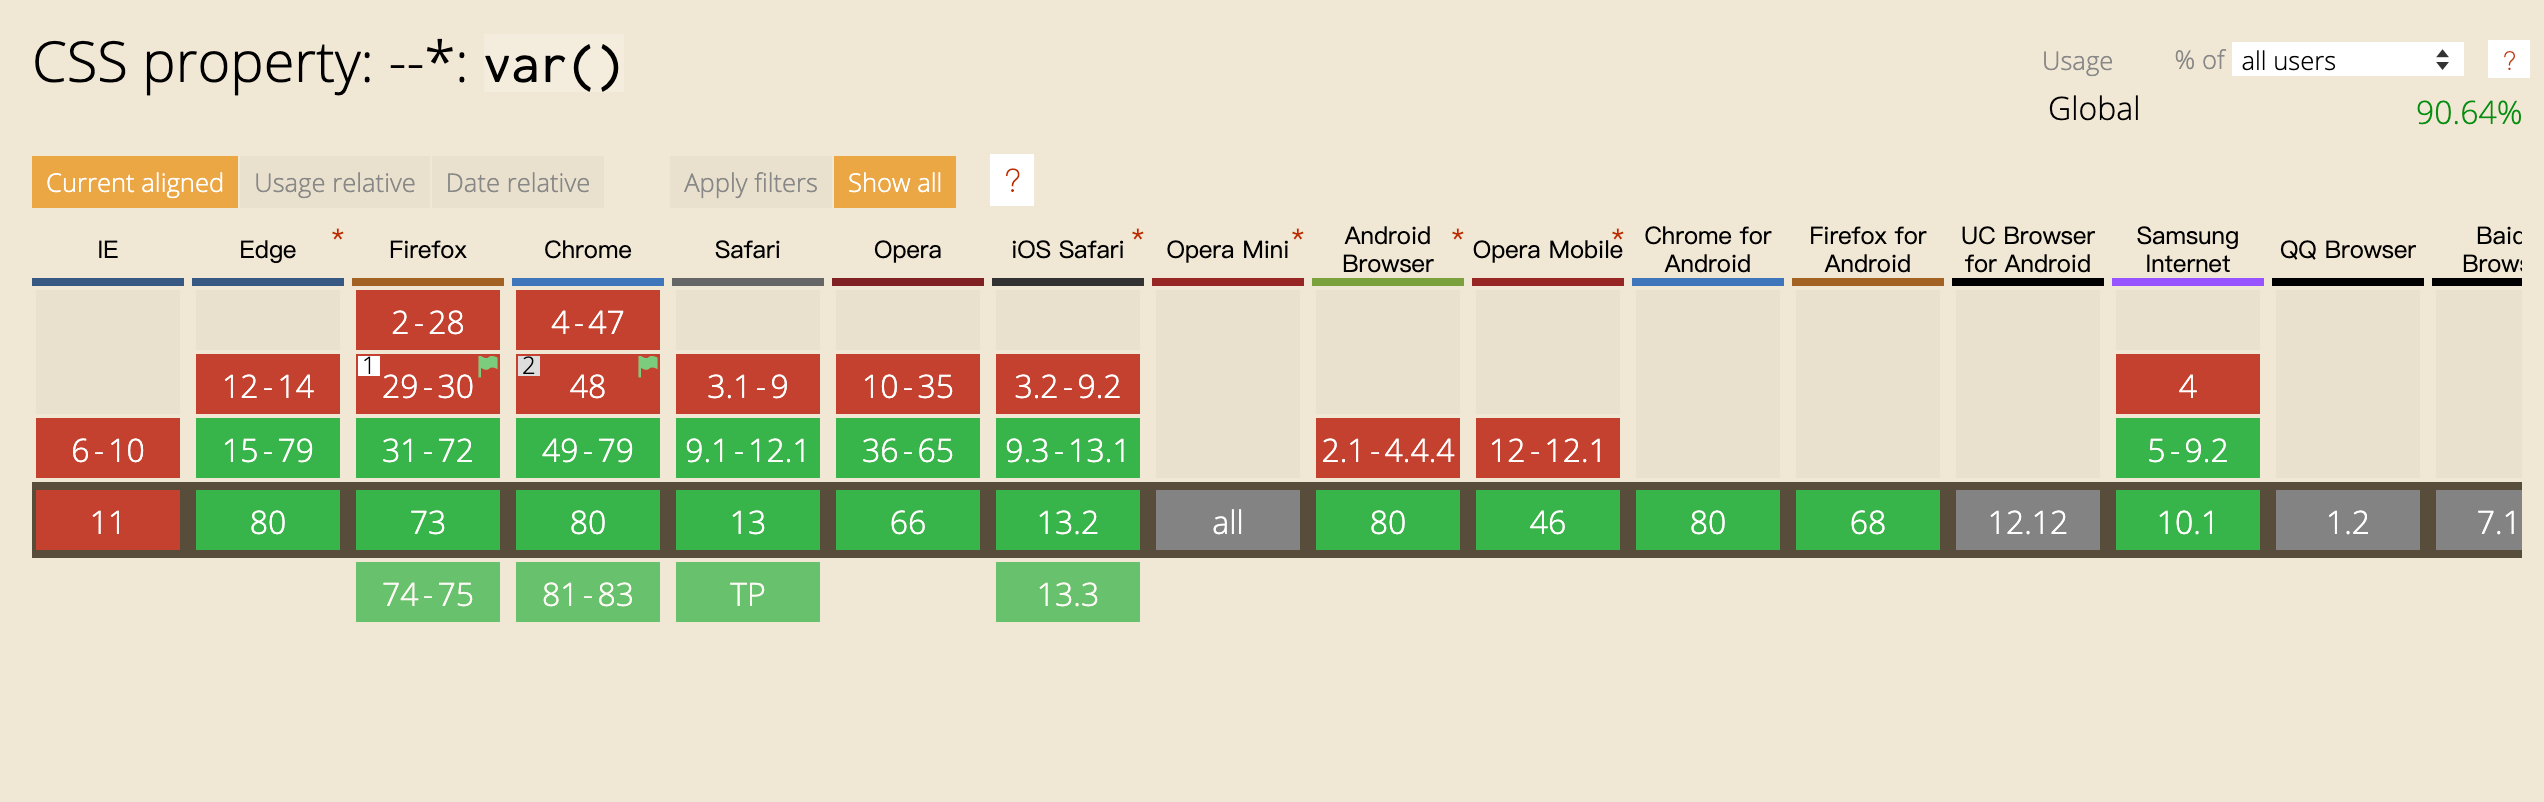 CSS property: --*: var()
Usage % of all users ?
Global 90.64%
Current aligned Usage relative Date relative Apply filters Show all ?
IE Edge * Firefox Chrome Safari Opera iOS Safari * Opera Mini * Android Browser * Opera Mobile * Chrome for Android Firefox for Android UC Browser for Android Samsung Internet QQ Browser Baid Brows
2-28 4-47
12-14 1 29-30 2 48 3.1-9 10-35 3.2-9.2 4
6-10 15-79 31-72 49-79 9.1-12.1 36-65 9.3-13.1 2.1-4.4.4 12-12.1 5-9.2
11 80 73 80 13 66 13.2 all 80 46 80 68 12.12 10.1 1.2 7.1
74-75 81-83 TP 13.3